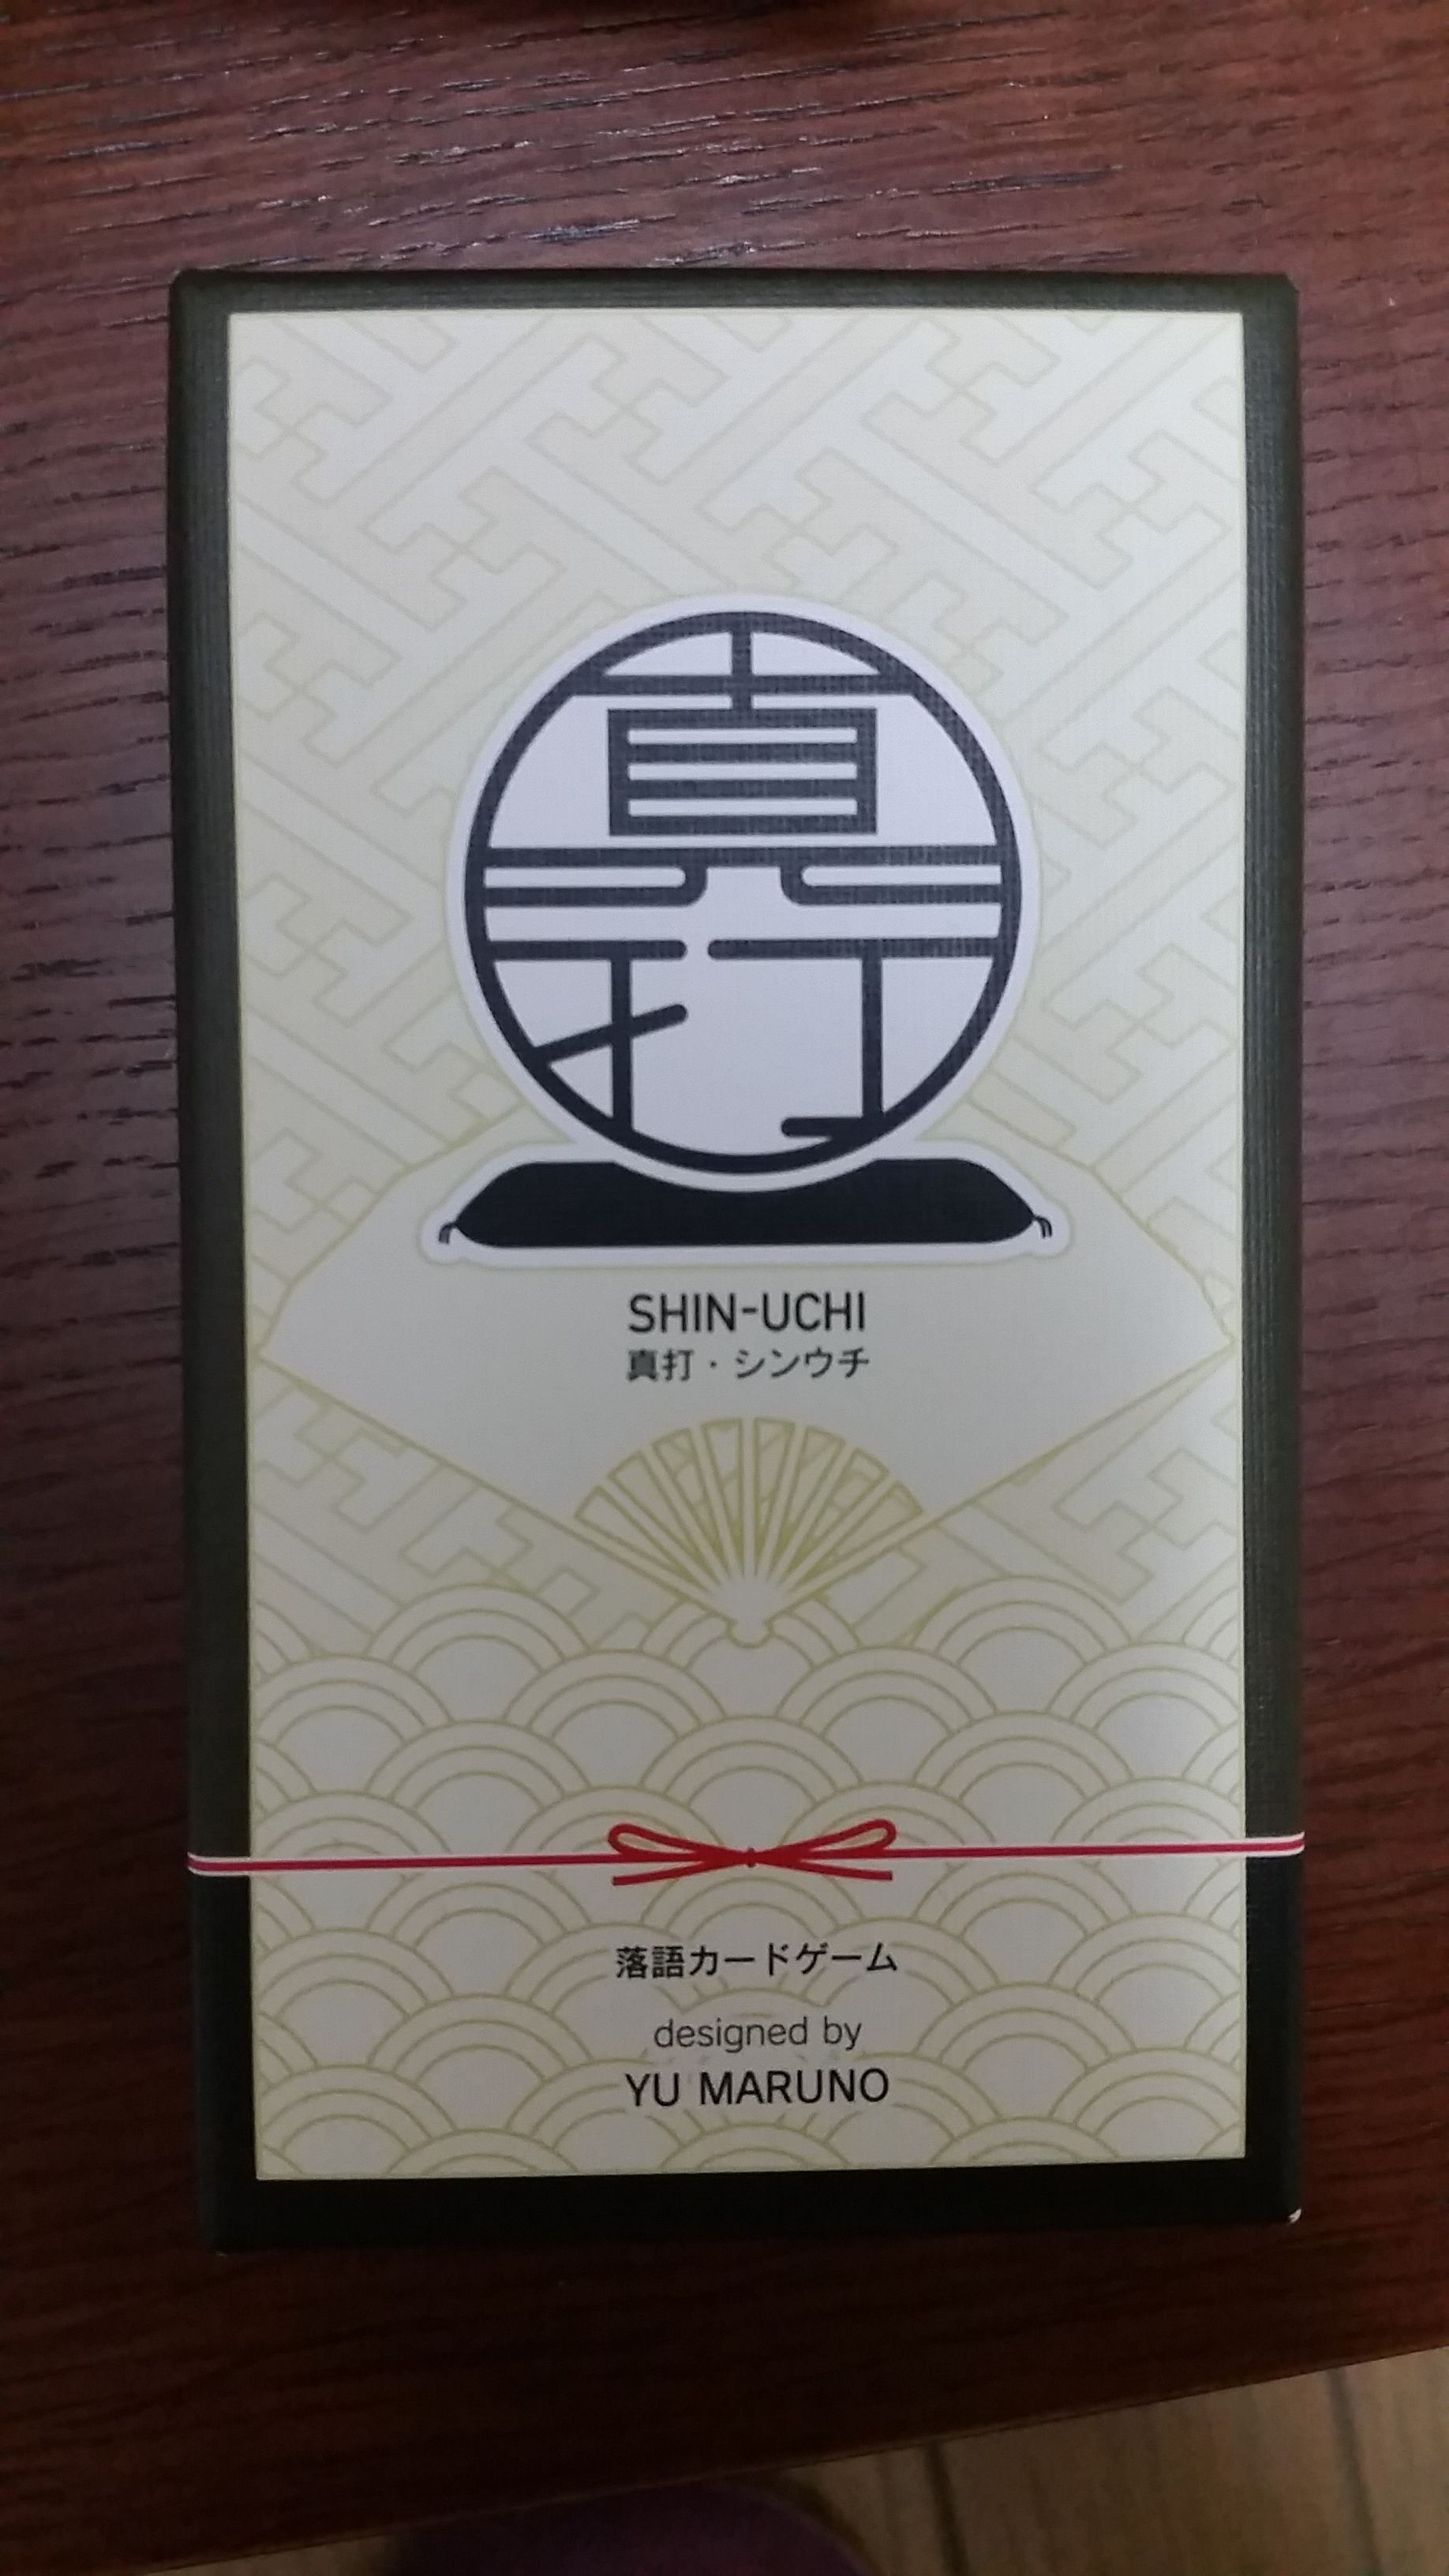 真打
SHIN-UCHI
真打・シンウチ
落語カードゲーム
designed by
YU MARUNO